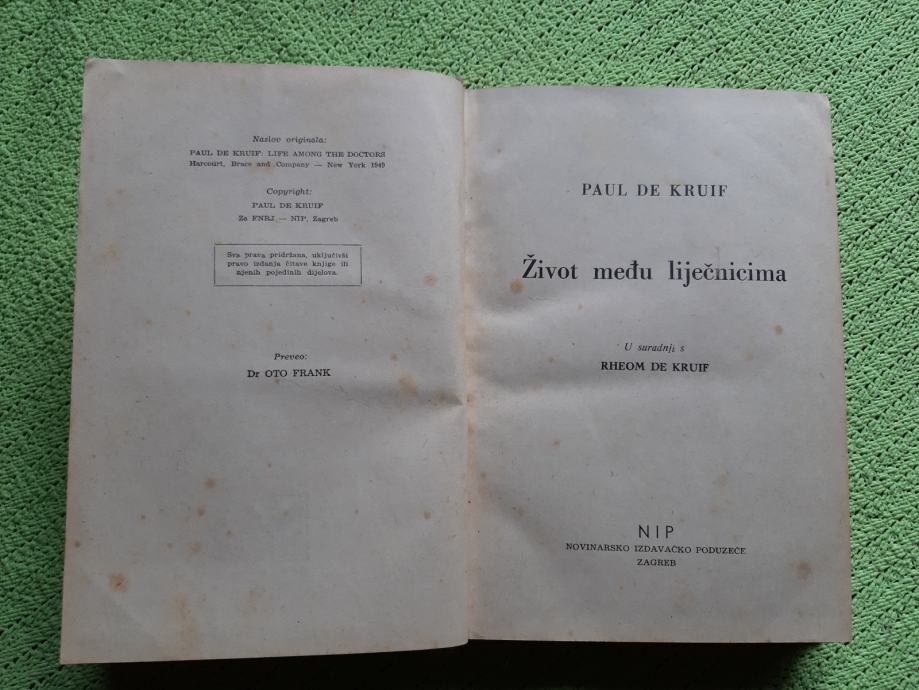 Naslov originala:
PAUL DE KRUIF: LIFE AMONG THE DOCTORS
Harcourt, Brace and Company — New York 1949
Copyright:
PAUL DE KRUIF
Za FNRJ — NIP, Zagreb
Sva prava pridržana, uključivši
pravo izdanja čitave knjige ili
njenih pojedinih dijelova.
Preveo:
Dr OTO FRANK
PAUL DE KRUIF
Život među liječnicima
U suradnji s
RHEOM DE KRUIF
NIP
NOVINARSKO IZDAVAČKO PODUZEĆE
ZAGREB